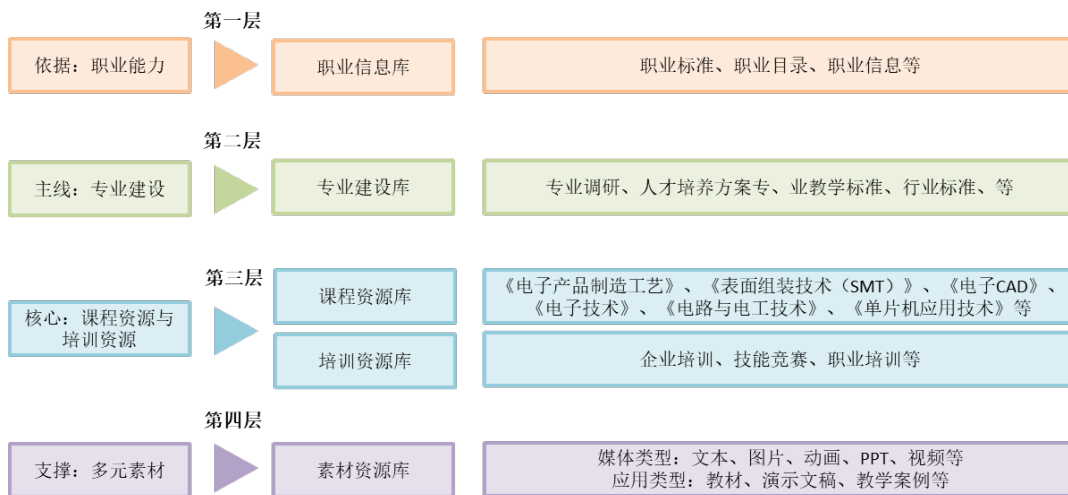 第一层
依据：职业能力
职业信息库
职业标准、职业目录、职业信息等
第二层
主线：专业建设
专业建设库
专业调研、人才培养方案专、业教学标准、行业标准、等
第三层
核心：课程资源与
培训资源
课程资源库
《电子产品制造工艺》、《表面组装技术（SMT）》、《电子CAD》、
《电子技术》、《电路与电工技术》、《单片机应用技术》等
培训资源库
企业培训、技能竞赛、职业培训等
第四层
支撑：多元素材
素材资源库
媒体类型：文本、图片、动画、PPT、视频等
应用类型：教材、演示文稿、教学案例等